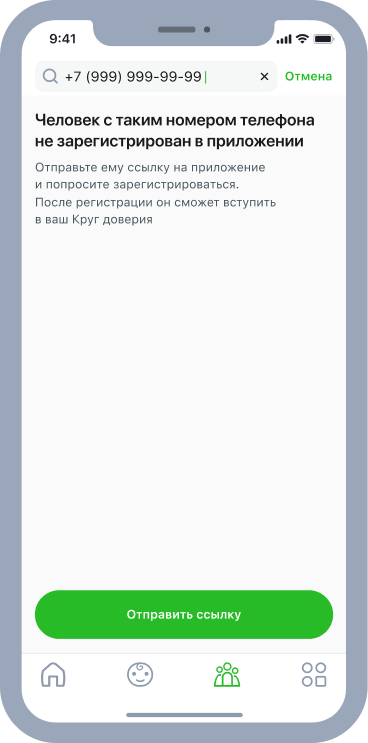 9:41
+7 (999) 999-99-99
Отмена
Человек с таким номером телефона
не зарегистрирован в приложении
Отправьте ему ссылку на приложение
и попросите зарегистрироваться.
После регистрации он сможет вступить
в ваш Круг доверия
Отправить ссылку